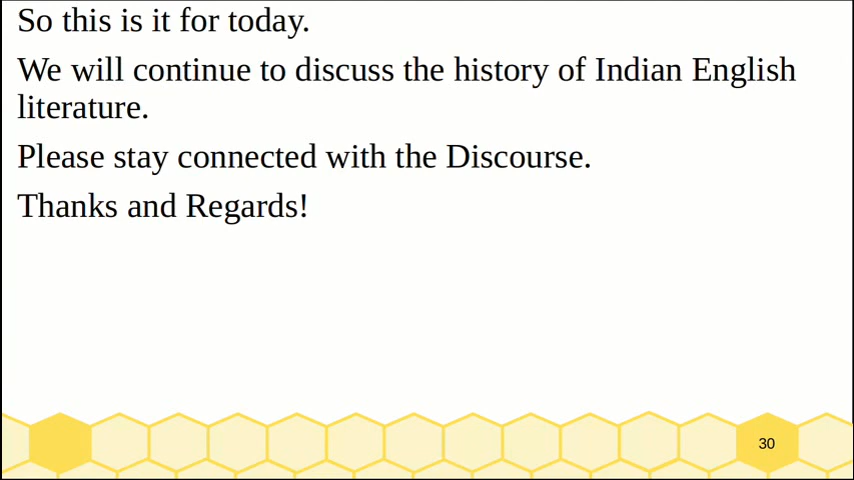 So this is it for today.
We will continue to discuss the history of Indian English
literature.
Please stay connected with the Discourse.
Thanks and Regards!
30